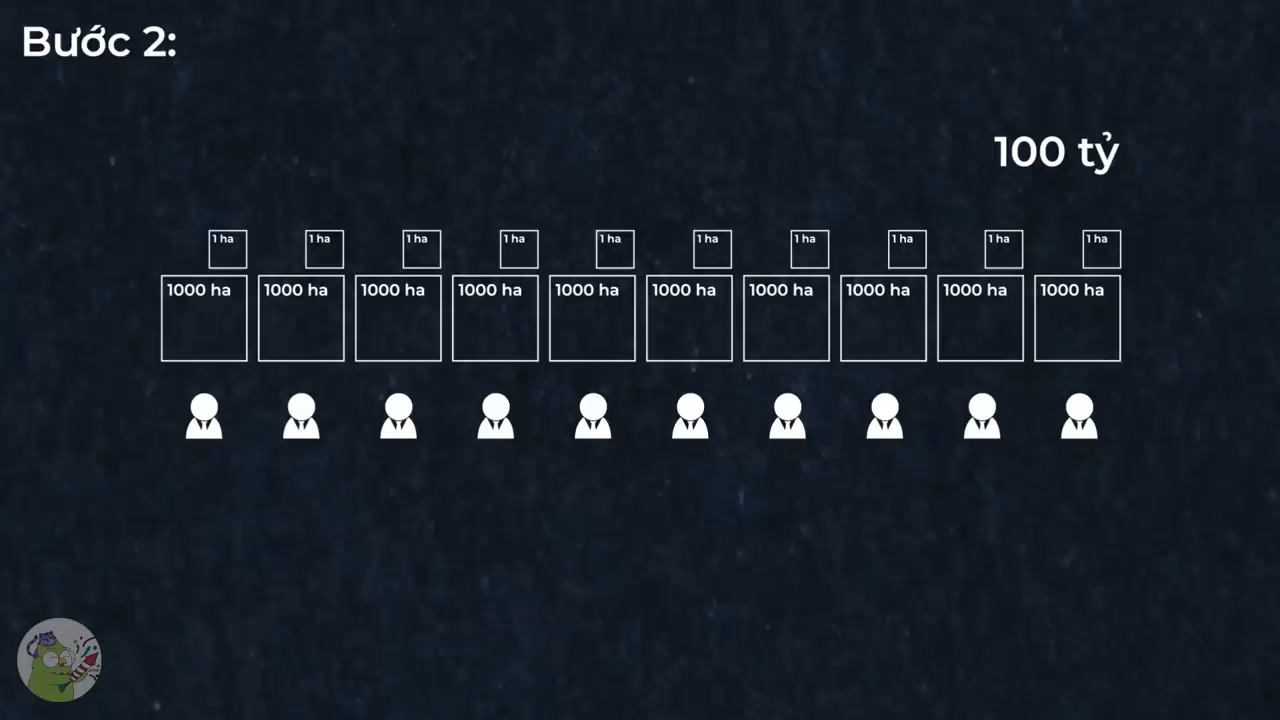 Bước 2:
100 tỷ
1 ha 1 ha 1 ha 1 ha 1 ha 1 ha 1 ha 1 ha 1 ha 1 ha
1000 ha 1000 ha 1000 ha 1000 ha 1000 ha 1000 ha 1000 ha 1000 ha 1000 ha 1000 ha